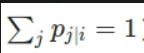 ∑_j p_{j|i} = 1